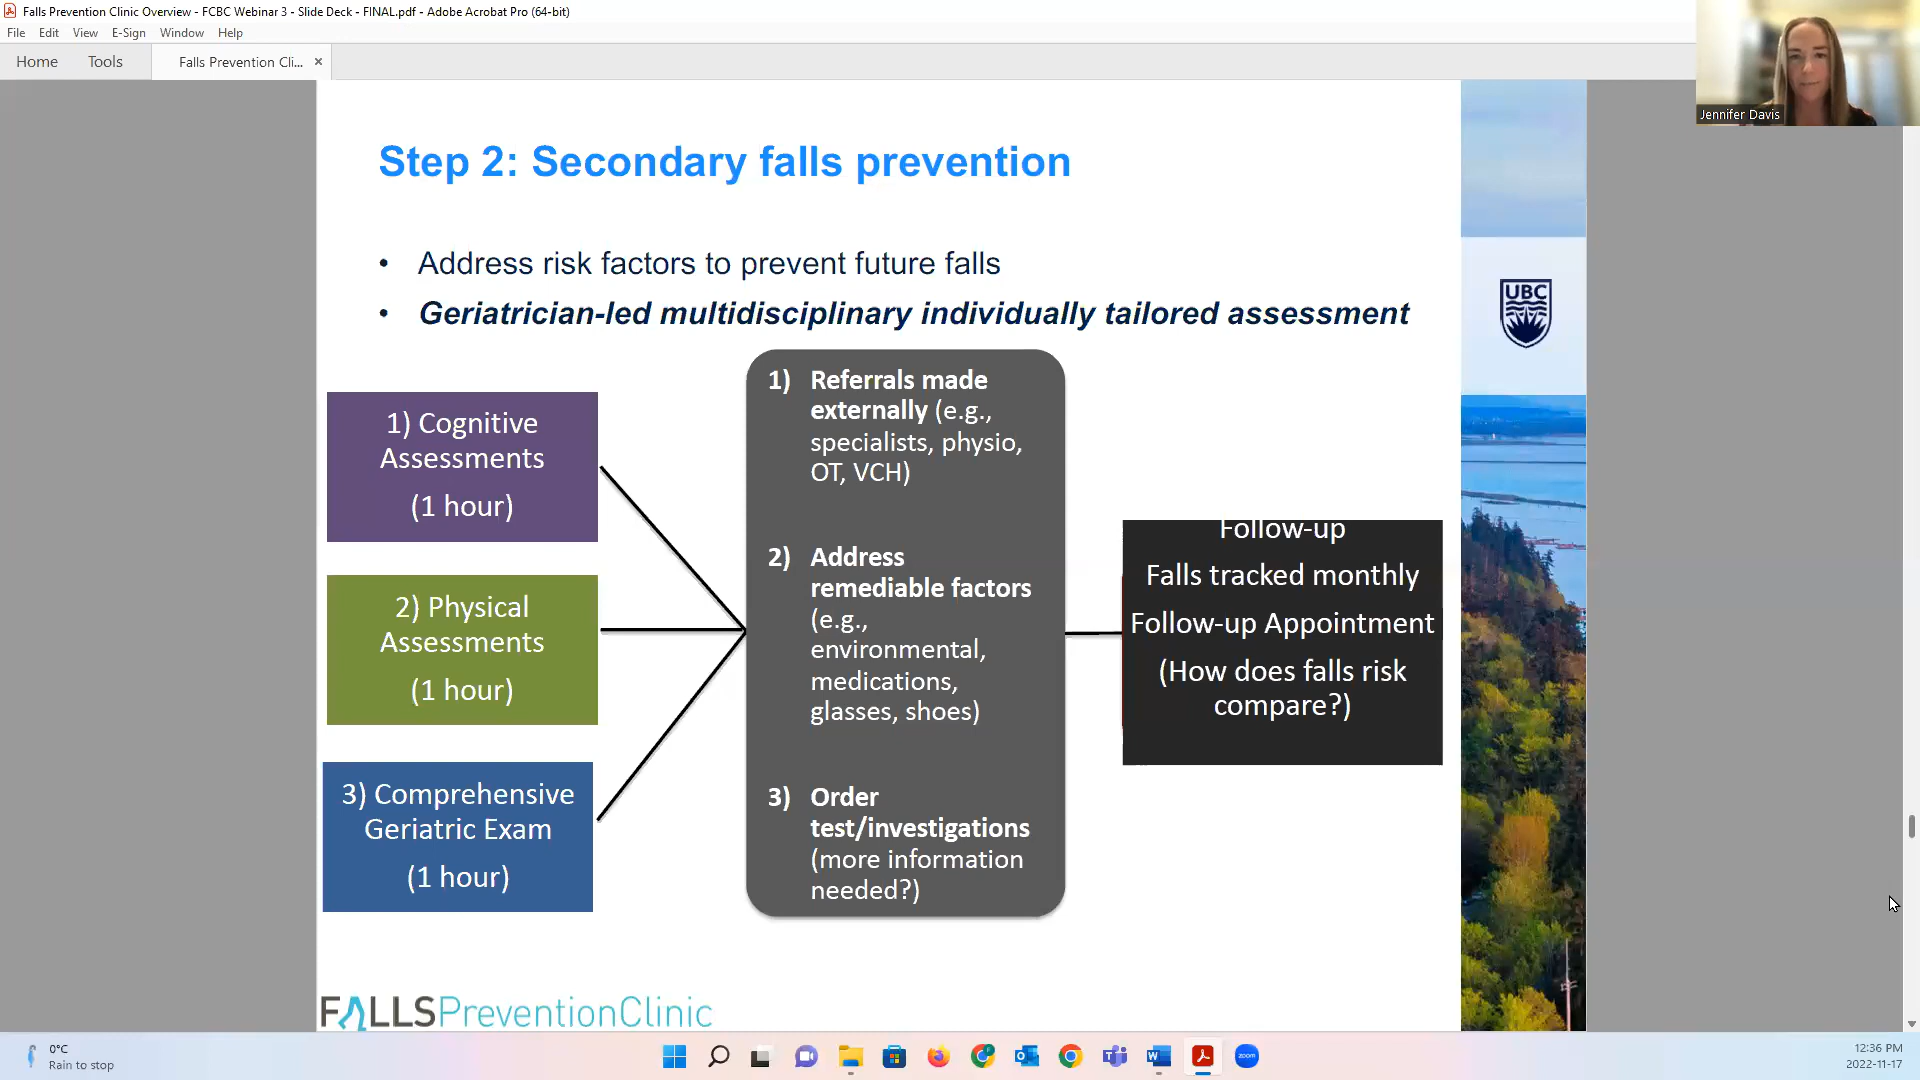 Falls Prevention Clinic Overview - FCBC Webinar 3 - Slide Deck - FINAL.pdf - Adobe Acrobat Pro (64-bit)
File Edit View E-Sign Window Help
Home Tools Falls Prevention Cli... ×
Jennifer Davis
Step 2: Secondary falls prevention
• Address risk factors to prevent future falls
• Geriatrician-led multidisciplinary individually tailored assessment
UBC
1) Cognitive
Assessments
(1 hour)
2) Physical
Assessments
(1 hour)
3) Comprehensive
Geriatric Exam
(1 hour)
1) Referrals made
externally (e.g.,
specialists, physio,
OT, VCH)
2) Address
remediable factors
(e.g.,
environmental,
medications,
glasses, shoes)
3) Order
test/investigations
(more information
needed?)
Follow-up
Falls tracked monthly
Follow-up Appointment
(How does falls risk
compare?)
FALLSPreventionClinic
0°C
Rain to stop
zoom
12:36 PM
2022-11-17